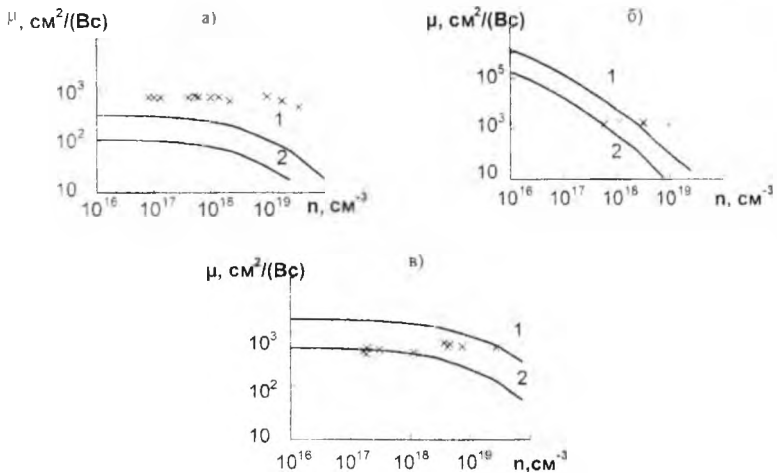 μ, см²/(Вс) а)
10³
10²
10
1
2
10¹⁶ 10¹⁷ 10¹⁸ 10¹⁹ n, см⁻³
μ, см²/(Вс) б)
10⁵
10³
10
1
2
10¹⁶ 10¹⁷ 10¹⁸ 10¹⁹ n, см⁻³
μ, см²/(Вс) в)
10³
10²
10
1
2
10¹⁶ 10¹⁷ 10¹⁸ 10¹⁹ n,см⁻³